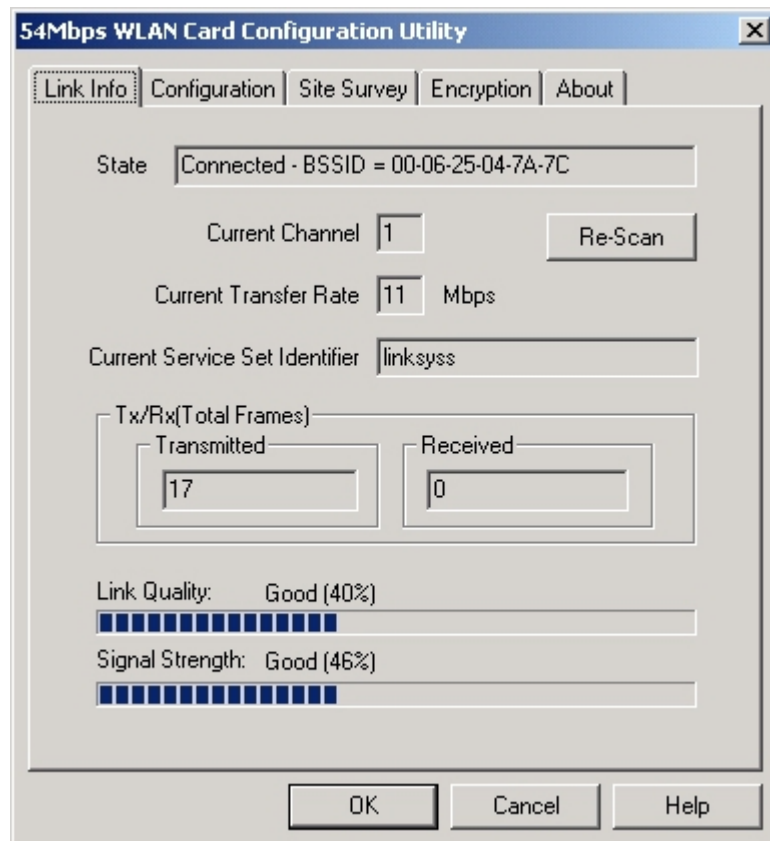 54Mbps WLAN Card Configuration Utility
Link Info Configuration Site Survey Encryption About
State Connected - BSSID = 00-06-25-04-7A-7C
Current Channel 1 Re-Scan
Current Transfer Rate 11 Mbps
Current Service Set Identifier linksyss
Tx/Rx(Total Frames)
Transmitted Received
17 0
Link Quality: Good (40%)
Signal Strength: Good (46%)
OK Cancel Help